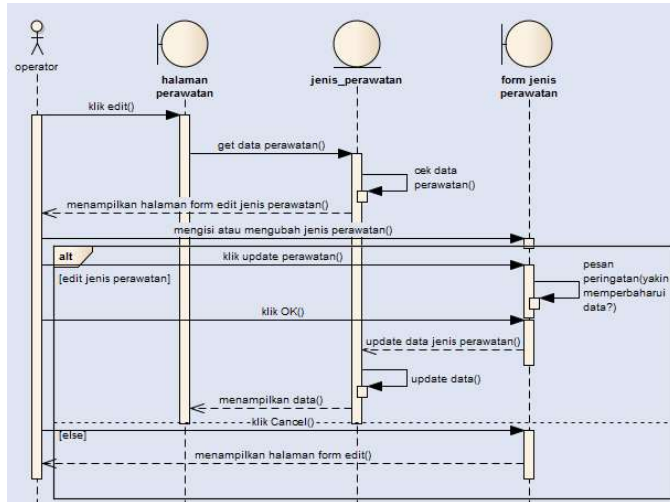 operator
halaman
perawatan
jenis_perawatan
form jenis
perawatan
klik edit()
get data perawatan()
cek data
perawatan()
menampilkan halaman form edit jenis perawatan()
mengisi atau mengubah jenis perawatan()
alt
klik update perawatan()
[edit jenis perawatan]
pesan
peringatan(yakin
memperbaharui
data?)
klik OK()
update data jenis perawatan()
update data()
menampilkan data()
klik Cancel()
[else]
menampilkan halaman form edit()